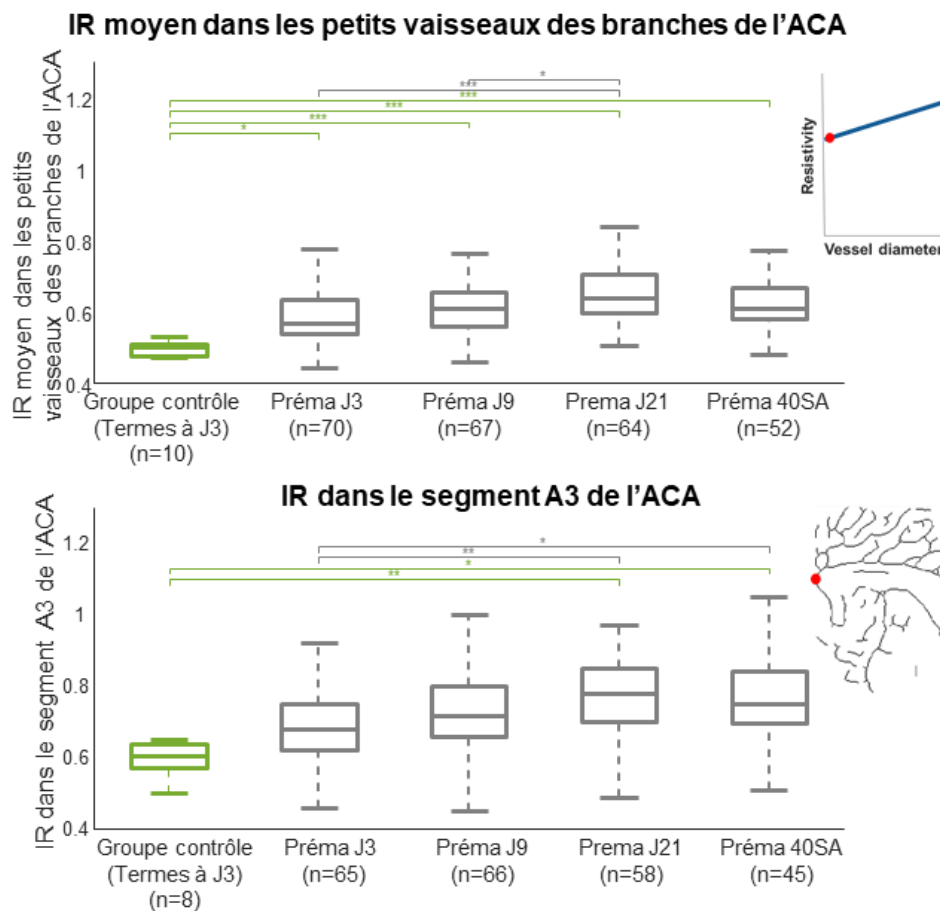 IR moyen dans les petits vaisseaux des branches de l'ACA
IR moyen dans les petits
vaisseaux des branches de l'ACA
1.2
1
0.8
0.6
0.4
*
***
***
***
***
*
Resistivity
Vessel diameter
Groupe contrôle
(Termes à J3)
(n=10)
Préma J3
(n=70)
Préma J9
(n=67)
Prema J21
(n=64)
Préma 40SA
(n=52)
IR dans le segment A3 de l'ACA
IR dans le segment A3 de l'ACA
1.2
1
0.8
0.6
0.4
*
**
*
**
Groupe contrôle
(Termes à J3)
(n=8)
Préma J3
(n=65)
Préma J9
(n=66)
Prema J21
(n=58)
Préma 40SA
(n=45)